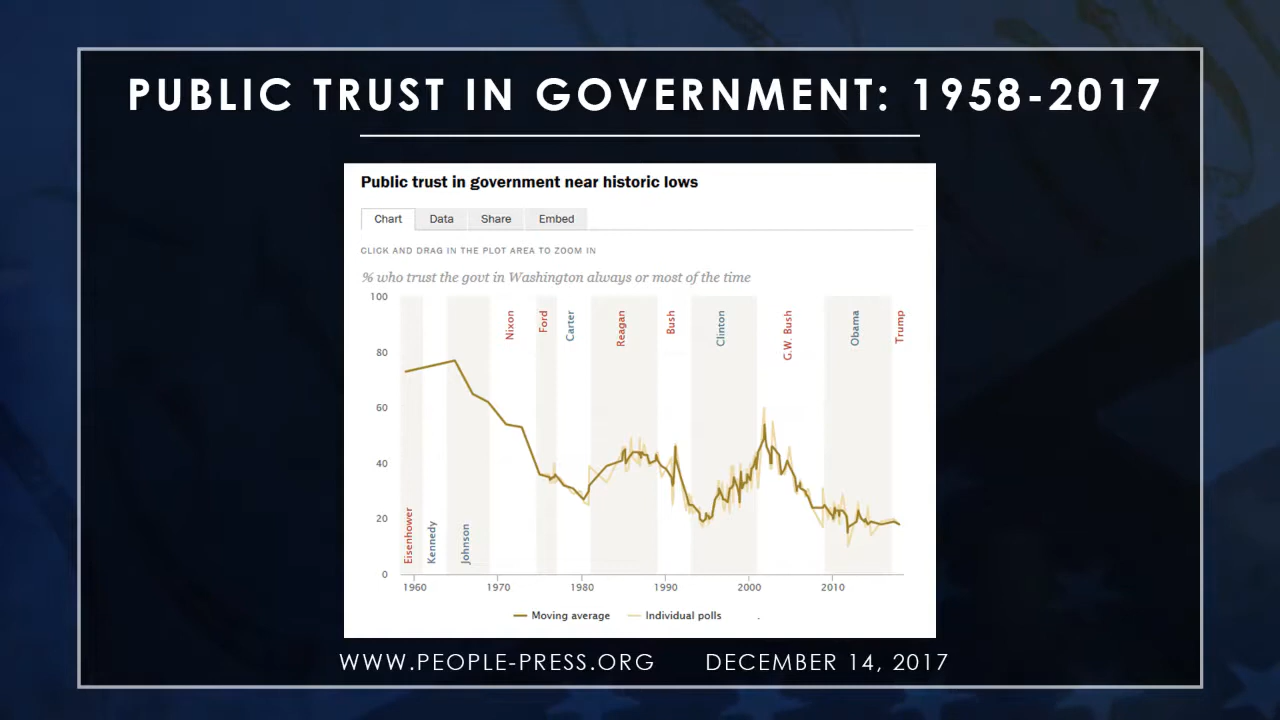 PUBLIC TRUST IN GOVERNMENT: 1958-2017
Public trust in government near historic lows
Chart Data Share Embed
CLICK AND DRAG IN THE PLOT AREA TO ZOOM IN
% who trust the govt in Washington always or most of the time
100
80
60
40
20
0
Eisenhower
Kennedy
Johnson
Nixon
Ford
Carter
Reagan
Bush
Clinton
G.W. Bush
Obama
Trump
1960 1970 1980 1990 2000 2010
Moving average Individual polls
WWW.PEOPLE-PRESS.ORG DECEMBER 14, 2017